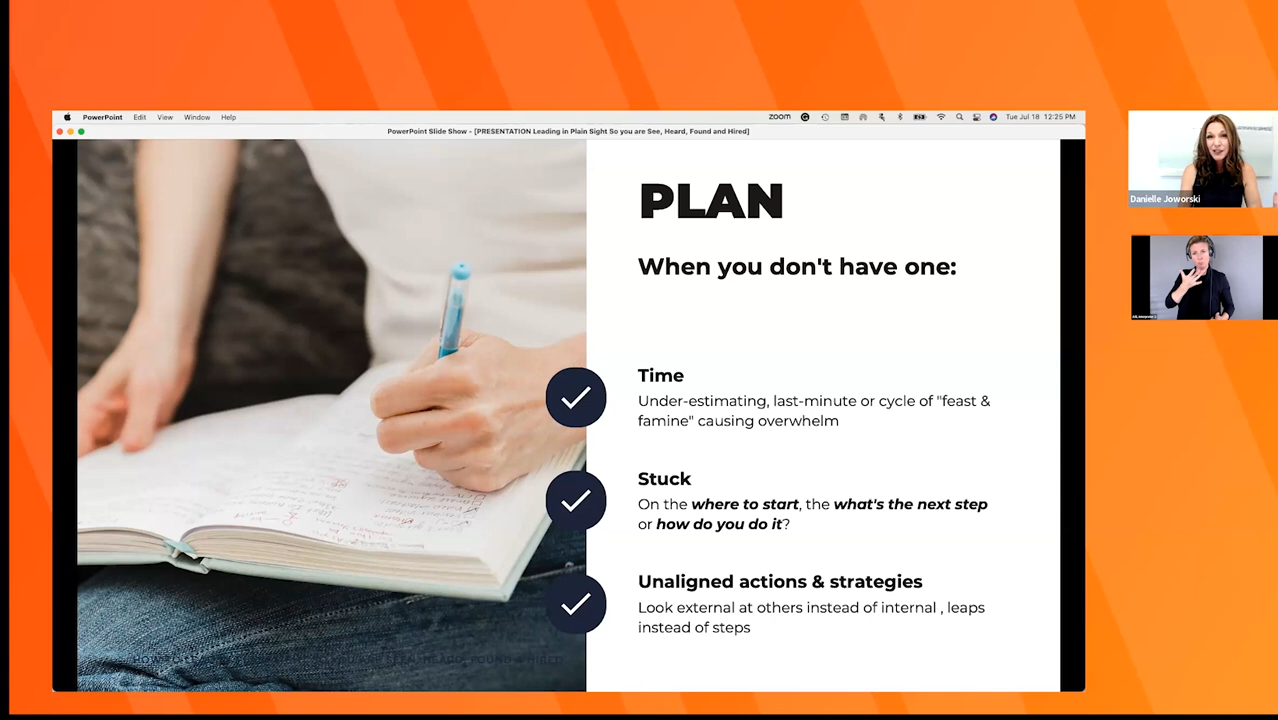 PowerPoint Edit View Window Help
zoom Tue Jul 18 12:25 PM
PowerPoint Slide Show - [PRESENTATION Leading in Plain Sight So you are See, Heard, Found and Hired]
PLAN
When you don't have one:
Time
Under-estimating, last-minute or cycle of "feast &
famine" causing overwhelm
Stuck
On the where to start, the what's the next step
or how do you do it?
Unaligned actions & strategies
Look external at others instead of internal , leaps
instead of steps
Danielle Joworski